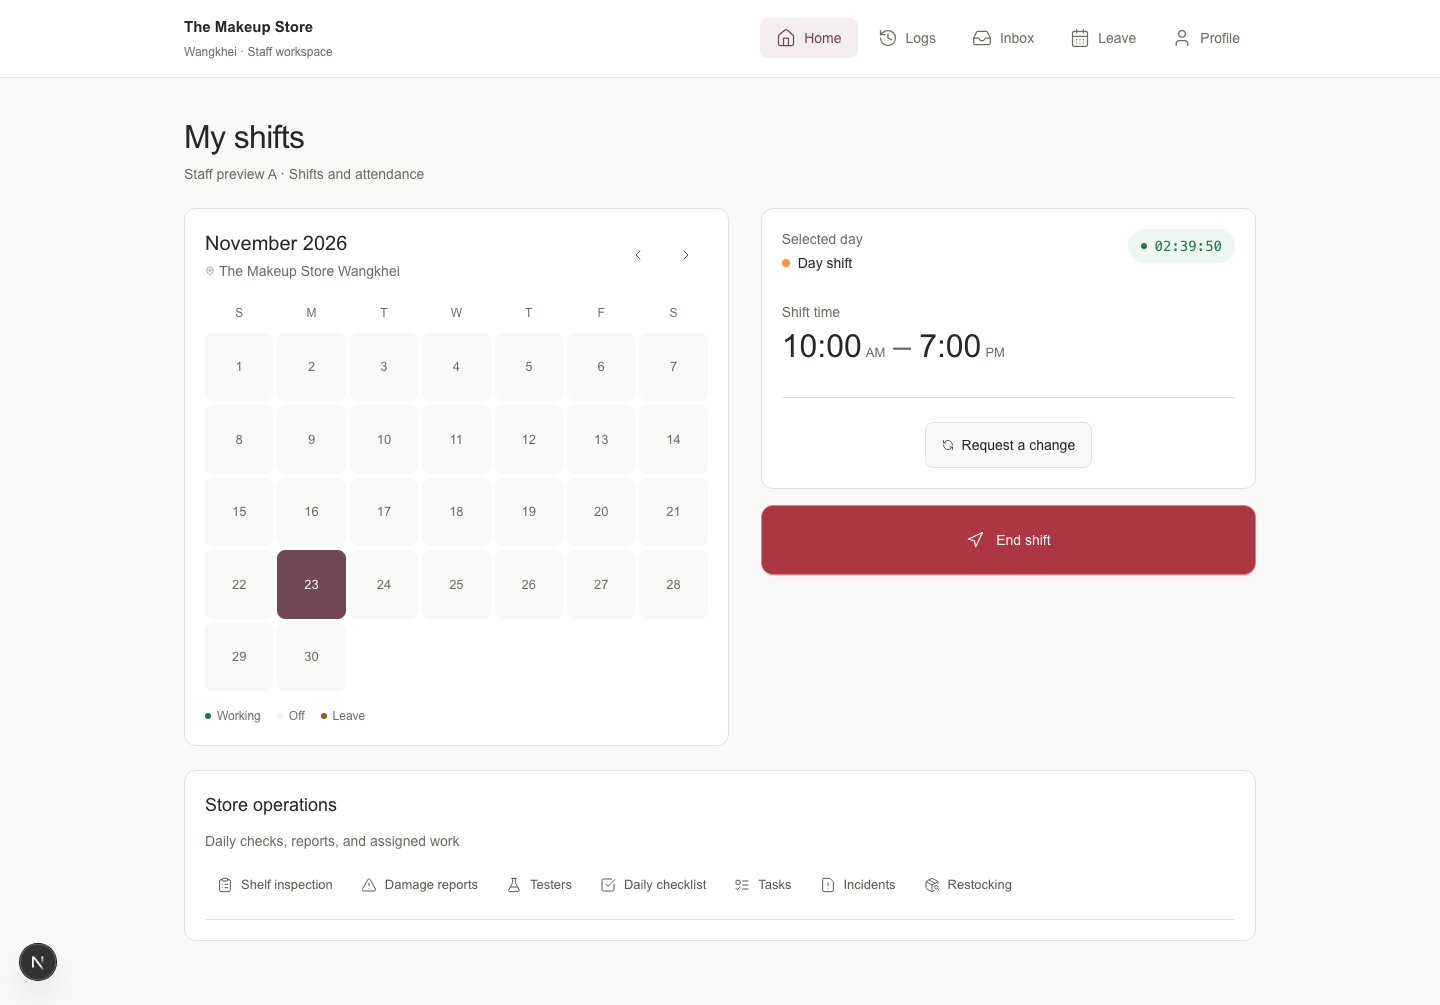 The Makeup Store
Wangkhei · Staff workspace
Home
Logs
Inbox
Leave
Profile
My shifts
Staff preview A · Shifts and attendance
November 2026
The Makeup Store Wangkhei
S M T W T F S
1 2 3 4 5 6 7
8 9 10 11 12 13 14
15 16 17 18 19 20 21
22 23 24 25 26 27 28
29 30
Working
Off
Leave
Selected day
02:39:50
Day shift
Shift time
10:00 AM – 7:00 PM
Request a change
End shift
Store operations
Daily checks, reports, and assigned work
Shelf inspection
Damage reports
Testers
Daily checklist
Tasks
Incidents
Restocking
N